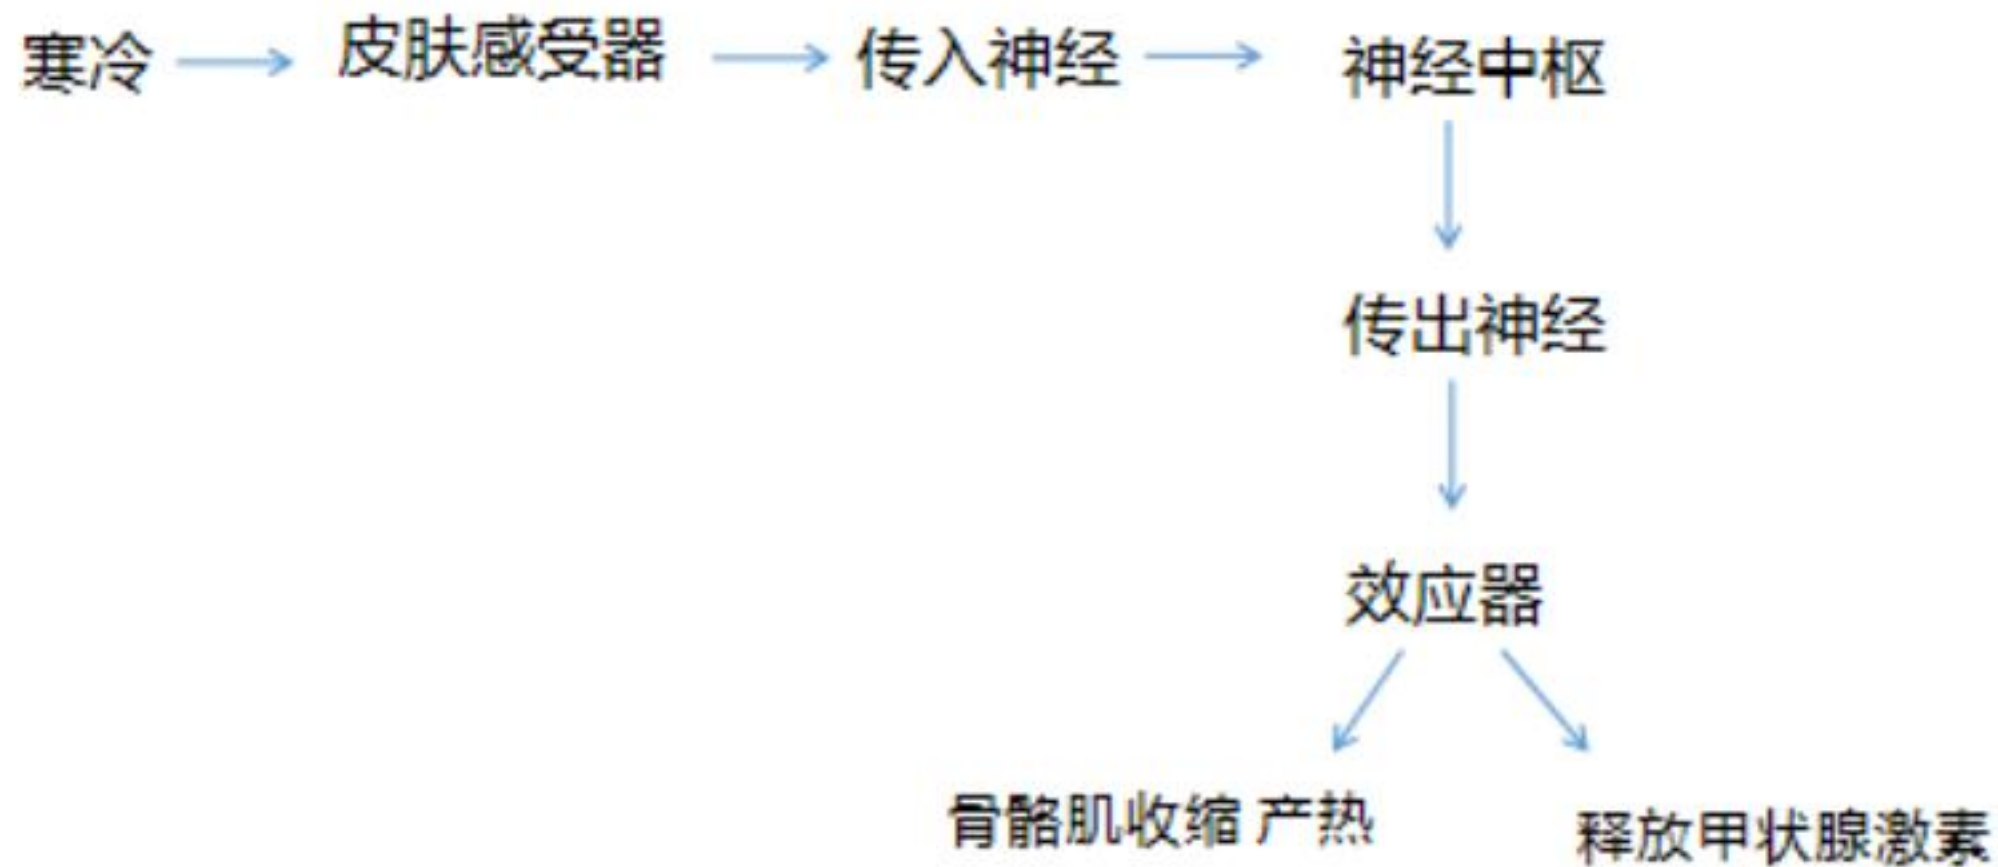 寒冷
皮肤感受器
传入神经
神经中枢
传出神经
效应器
骨骼肌收缩 产热
释放甲状腺激素